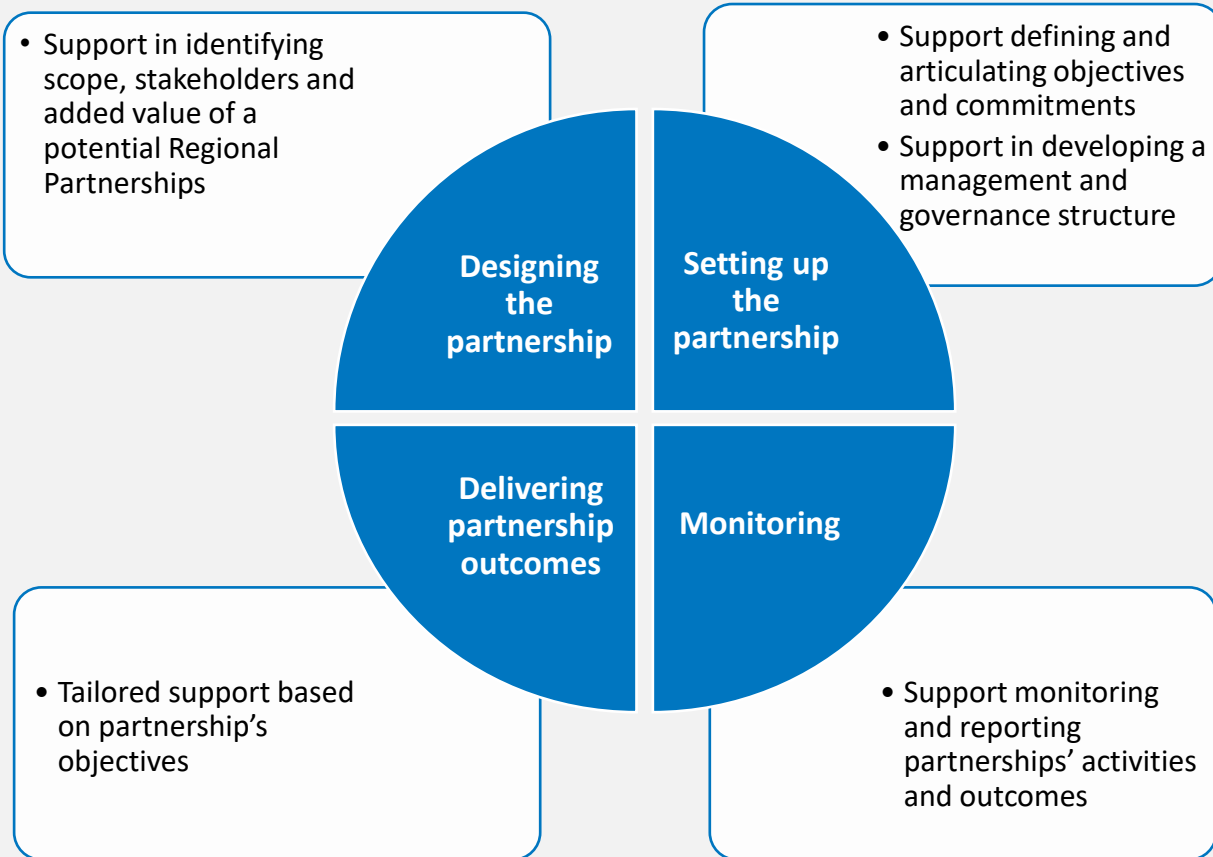 • Support in identifying
scope, stakeholders and
added value of a
potential Regional
Partnerships
• Support defining and
articulating objectives
and commitments
• Support in developing a
management and
governance structure
Designing
the
partnership
Setting up
the
partnership
Delivering
partnership
outcomes
Monitoring
• Tailored support based
on partnership’s
objectives
• Support monitoring
and reporting
partnerships’ activities
and outcomes